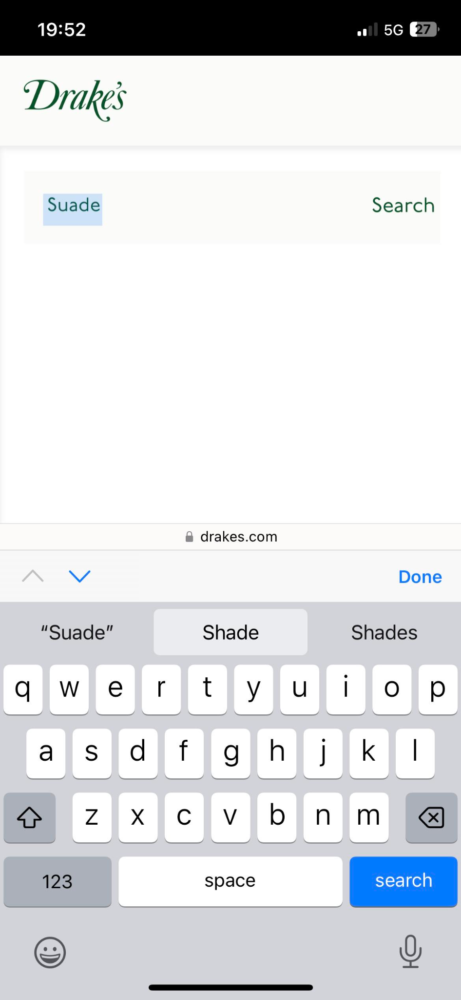 19:52 5G 27
Drake's
Suade Search
drakes.com
Done
“Suade” Shade Shades
q w e r t y u i o p
a s d f g h j k l
z x c v b n m
123 space search